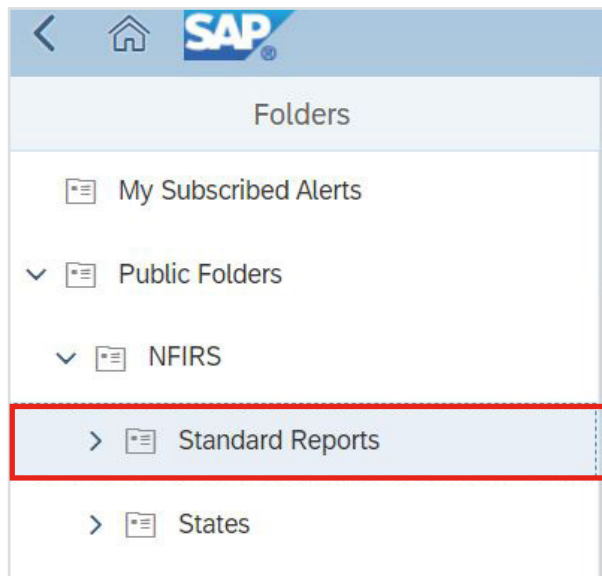 SAP®
Folders
My Subscribed Alerts
Public Folders
NFIRS
Standard Reports
States